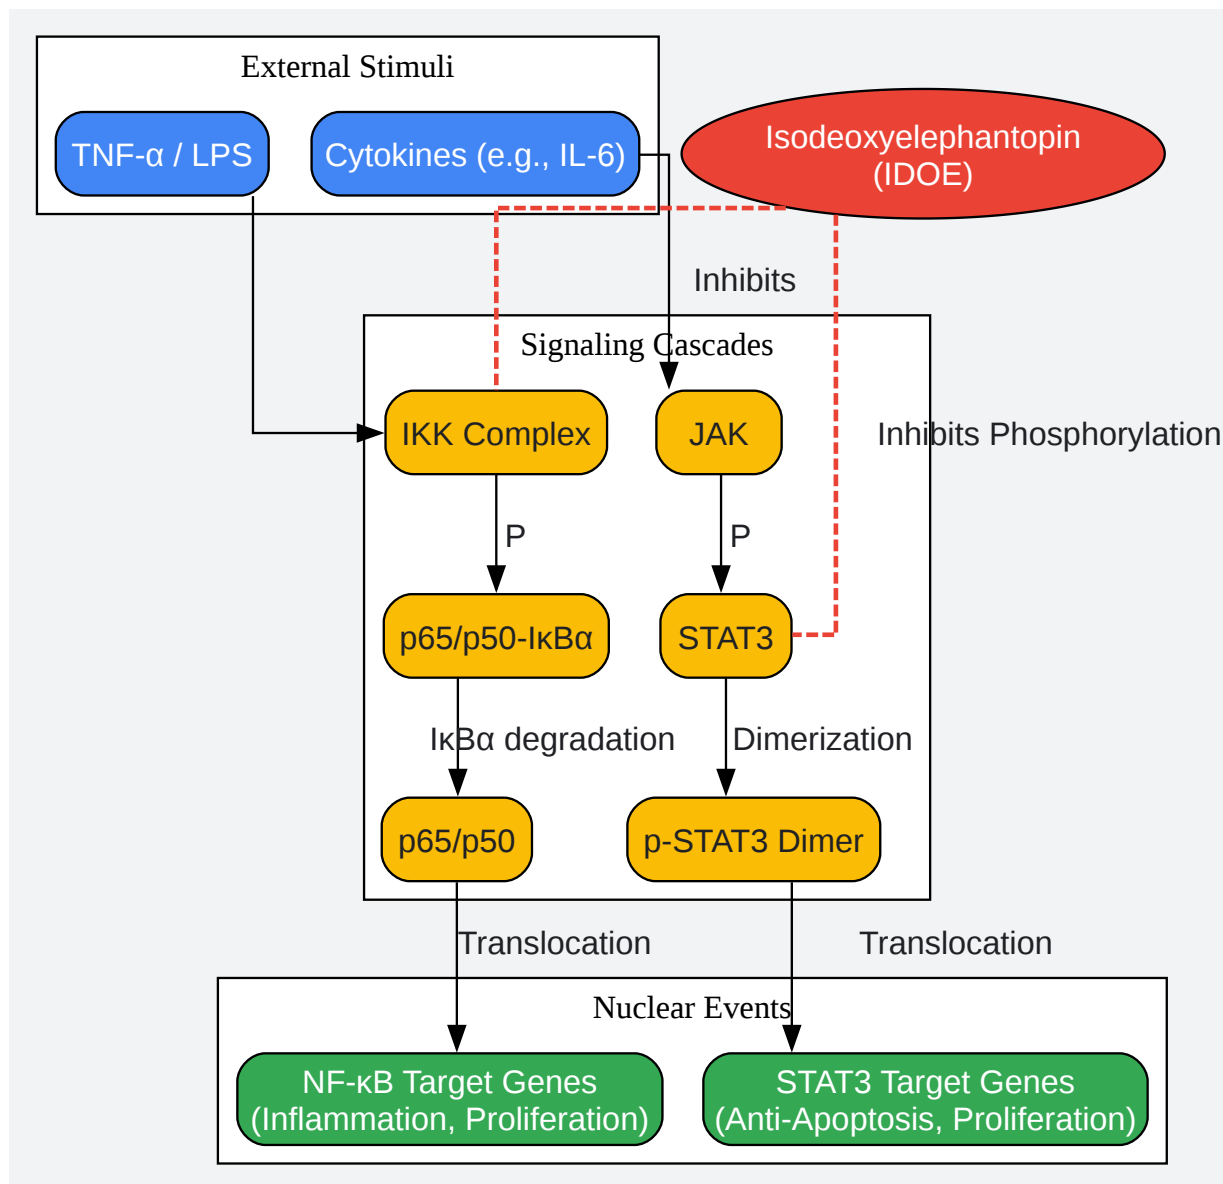 External Stimuli
TNF-α / LPS
Cytokines (e.g., IL-6)
Isodeoxyelephantopin
(IDOE)
Inhibits
Signaling Cascades
IKK Complex
JAK
Inhibits Phosphorylation
P
P
p65/p50-IκBα
STAT3
IκBα degradation
Dimerization
p65/p50
p-STAT3 Dimer
Translocation
Translocation
Nuclear Events
NF-κB Target Genes
(Inflammation, Proliferation)
STAT3 Target Genes
(Anti-Apoptosis, Proliferation)